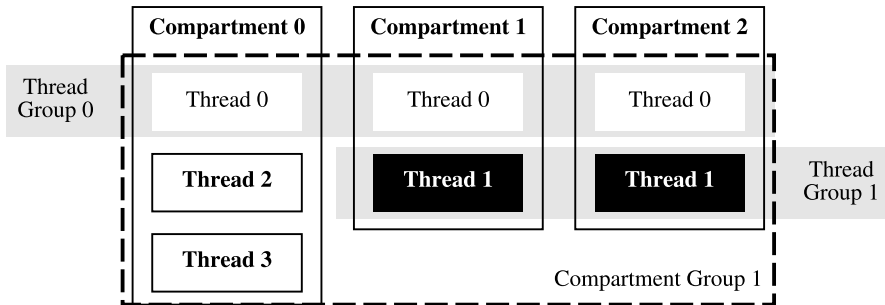 Compartment 0
Compartment 1
Compartment 2
Thread
Group 0
Thread 0
Thread 0
Thread 0
Thread 2
Thread 1
Thread 1
Thread
Group 1
Thread 3
Compartment Group 1